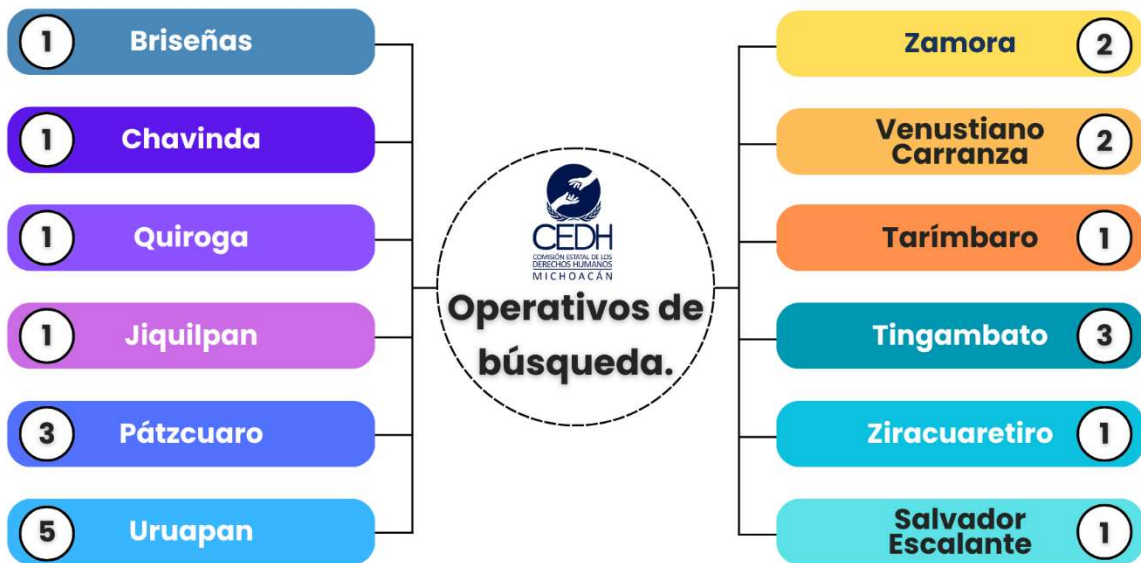 1 Briseñas
1 Chavinda
1 Quiroga
1 Jiquilpan
3 Pátzcuaro
5 Uruapan
CEDH
COMISIÓN ESTATAL DE LOS
DERECHOS HUMANOS
MICHOACÁN
Operativos de
búsqueda.
Zamora 2
Venustiano
Carranza 2
Tarímbaro 1
Tingambato 3
Ziracuaretiro 1
Salvador
Escalante 1